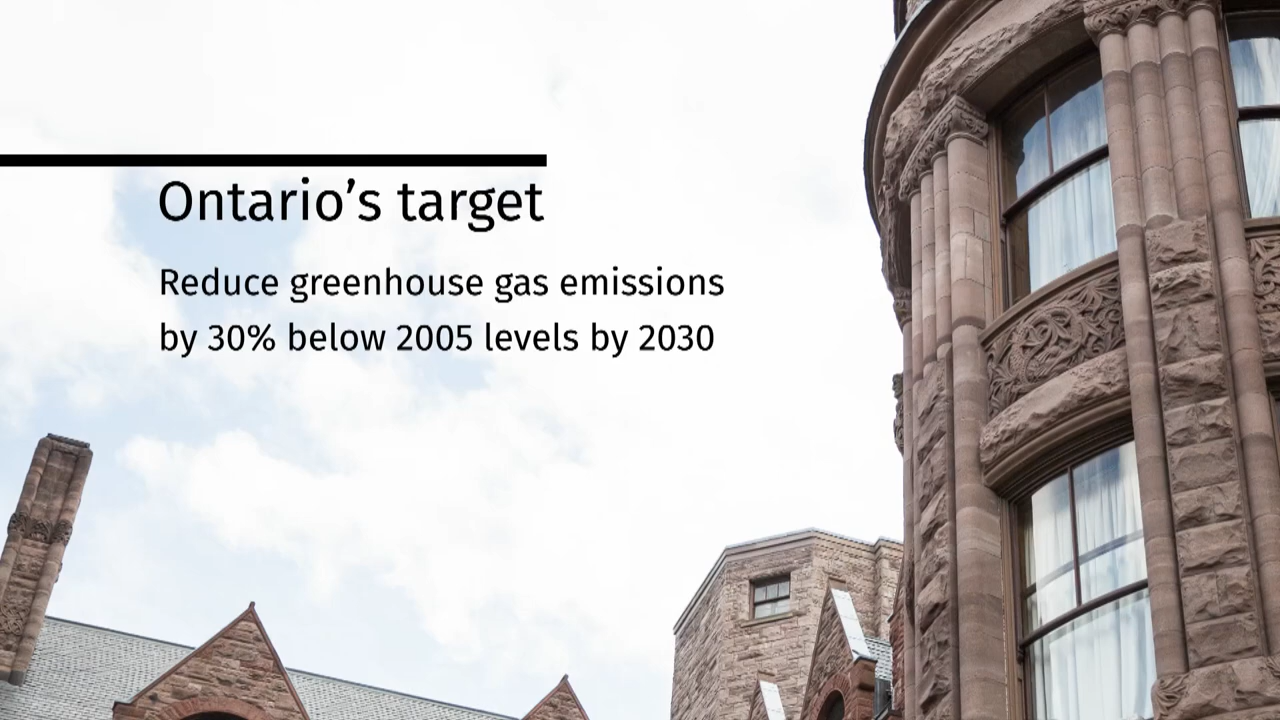 Ontario’s target
Reduce greenhouse gas emissions
by 30% below 2005 levels by 2030